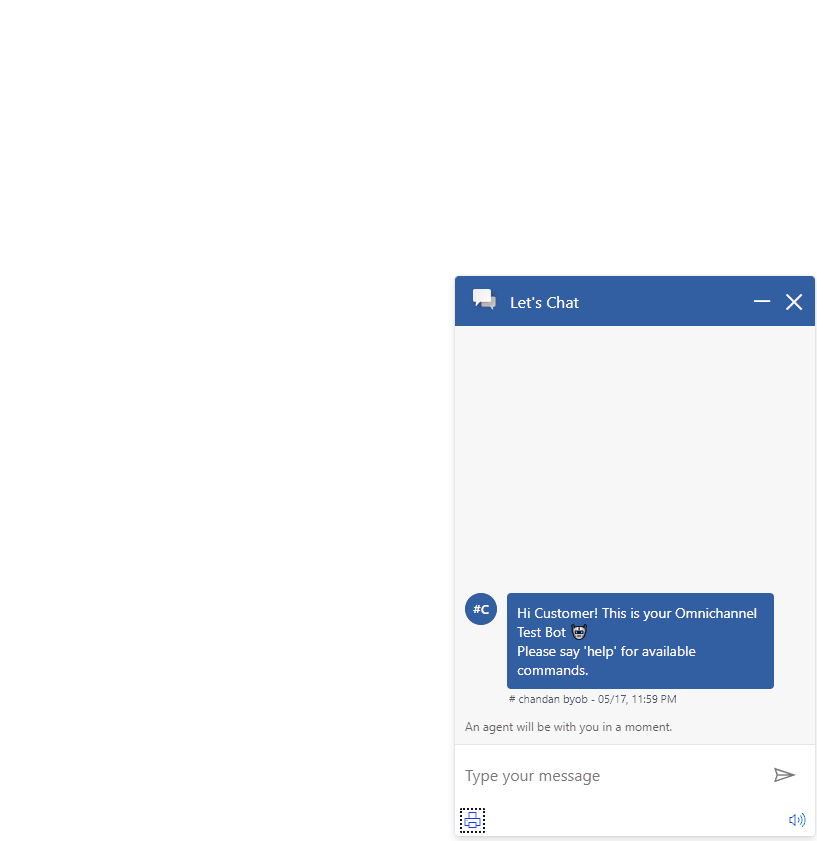 Let's Chat
#C
Hi Customer! This is your Omnichannel
Test Bot
Please say 'help' for available
commands.
# chandan byob - 05/17, 11:59 PM
An agent will be with you in a moment.
Type your message